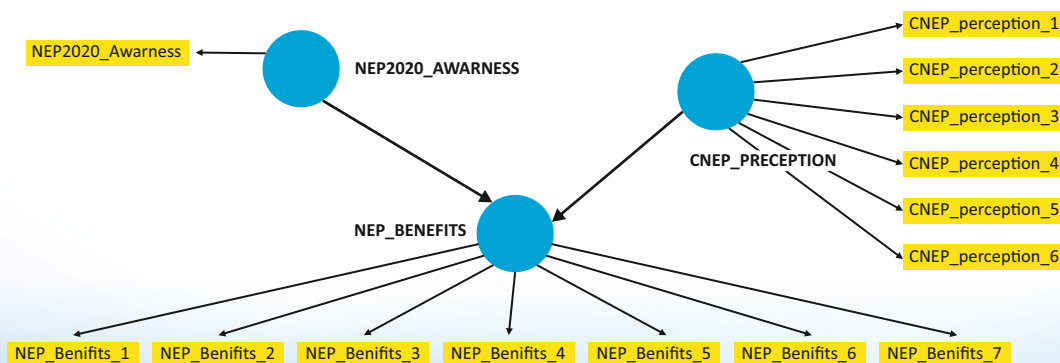 CNEP_perception_1
NEP2020_Awarness
NEP2020_AWARNESS
CNEP_perception_2
CNEP_perception_3
CNEP_PRECEPTION
CNEP_perception_4
CNEP_perception_5
NEP_BENEFITS
CNEP_perception_6
NEP_Benifits_1
NEP_Benifits_2
NEP_Benifits_3
NEP_Benifits_4
NEP_Benifits_5
NEP_Benifits_6
NEP_Benifits_7